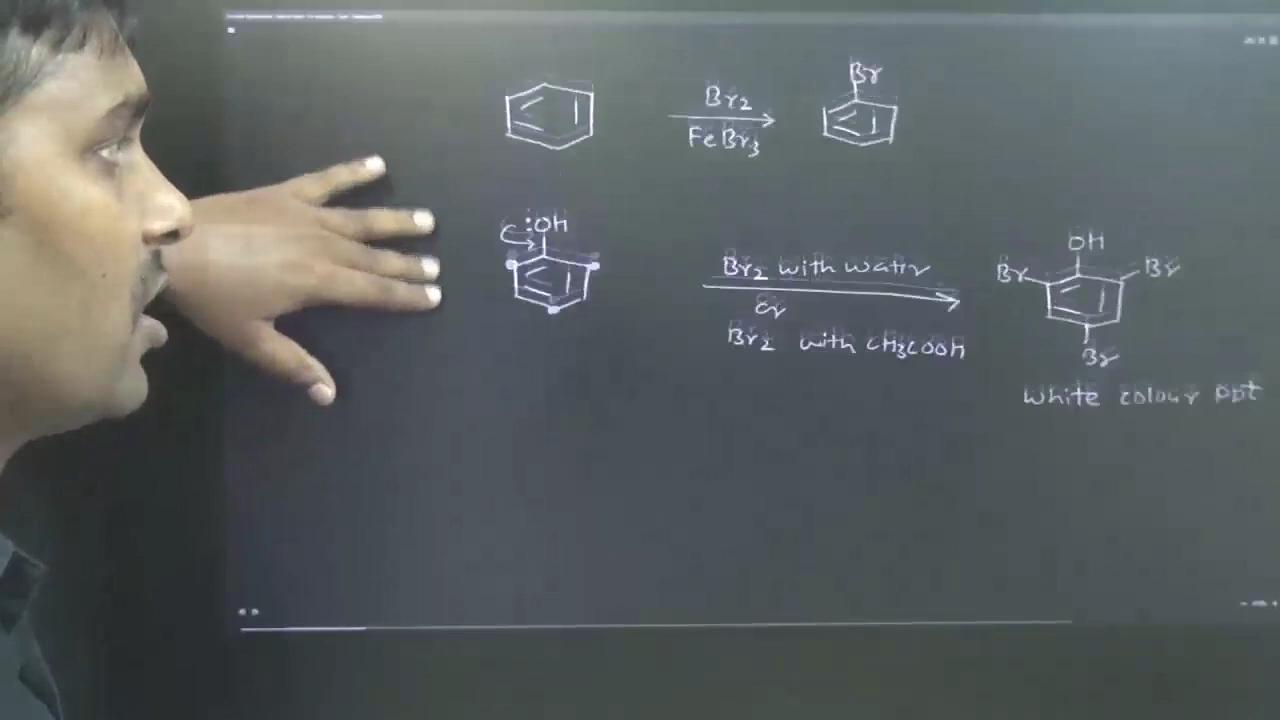 Br
Br2
FeBr3
:OH
OH
Br2 with water
Br
Br
or
Br2 with CH3COOH
Br
White colour ppt